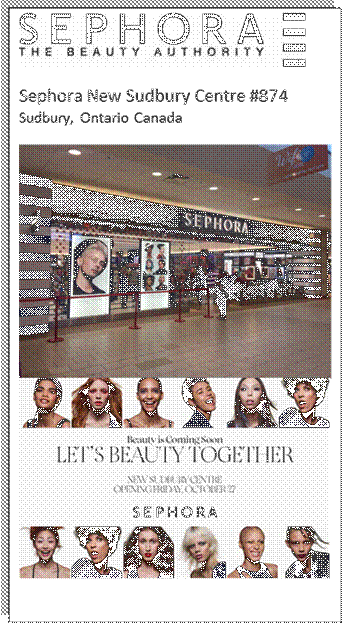 SEPHORA
THE BEAUTY AUTHORITY
Sephora New Sudbury Centre #874
Sudbury, Ontario Canada
SEPHORA
Beauty is Coming Soon
LET'S BEAUTY TOGETHER
NEW SUDBURY CENTRE
OPENING FRIDAY, OCTOBER 27
SEPHORA